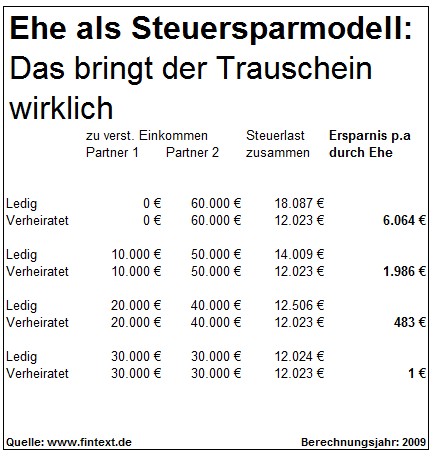 Ehe als Steuersparmodell:
Das bringt der Trauschein
wirklich
zu verst. Einkommen Steuerlast Ersparnis p.a
Partner 1 Partner 2 zusammen durch Ehe
Ledig 0 € 60.000 € 18.087 €
Verheiratet 0 € 60.000 € 12.023 € 6.064 €
Ledig 10.000 € 50.000 € 14.009 €
Verheiratet 10.000 € 50.000 € 12.023 € 1.986 €
Ledig 20.000 € 40.000 € 12.506 €
Verheiratet 20.000 € 40.000 € 12.023 € 483 €
Ledig 30.000 € 30.000 € 12.024 €
Verheiratet 30.000 € 30.000 € 12.023 € 1 €
Quelle: www.fintext.de Berechnungsjahr: 2009